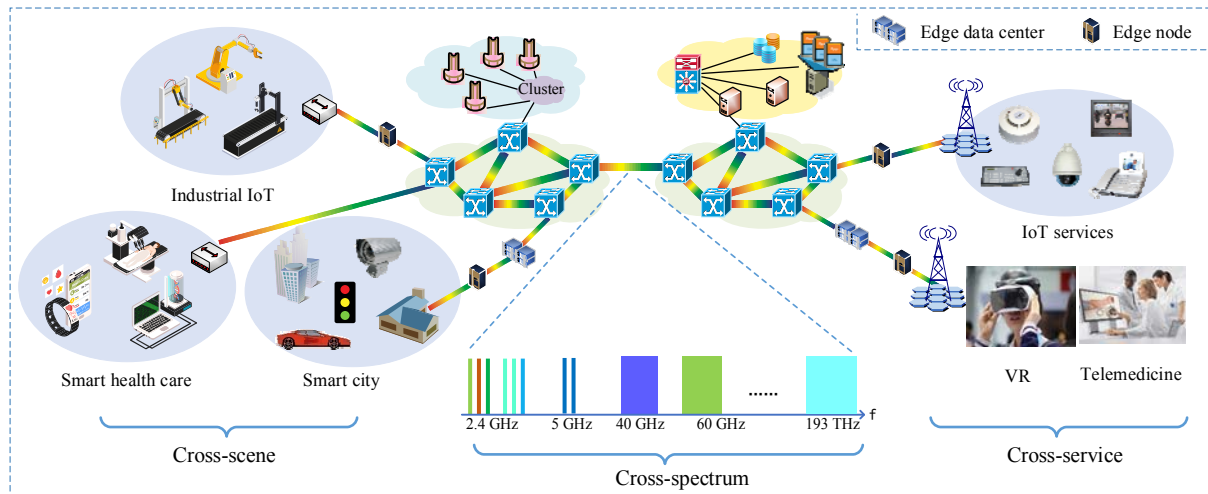 Edge data center
Edge node
Cluster
Industrial IoT
IoT services
Smart health care
Smart city
VR
Telemedicine
......
f
2.4 GHz
5 GHz
40 GHz
60 GHz
193 THz
Cross-scene
Cross-spectrum
Cross-service